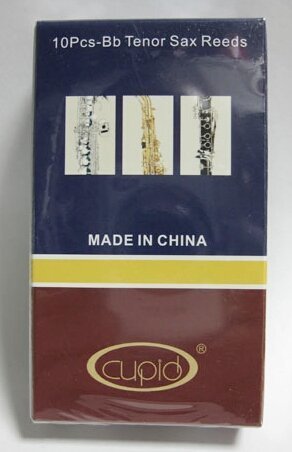 10Pcs-Bb Tenor Sax Reeds
MADE IN CHINA
cupid ®